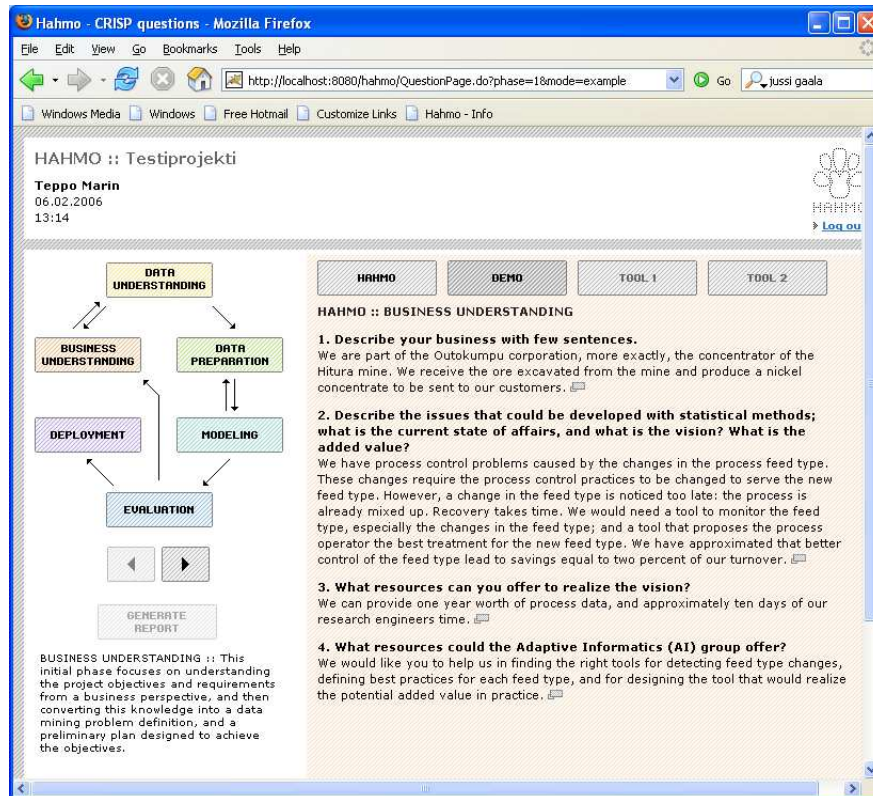 Hahmo - CRISP questions - Mozilla Firefox
File Edit View Go Bookmarks Tools Help
http://localhost:8080/hahmo/QuestionPage.do?phase=1&mode=example
Go
jussi gaala
Windows Media Windows Free Hotmail Customize Links Hahmo - Info
HAHMO :: Testiprojekti
Teppo Marin
06.02.2006
13:14
HAHMO
Log ou
DATA
UNDERSTANDING
BUSINESS
UNDERSTANDING
DATA
PREPARATION
DEPLOYMENT
MODELING
EVALUATION
GENERATE
REPORT
BUSINESS UNDERSTANDING :: This
initial phase focuses on understanding
the project objectives and requirements
from a business perspective, and then
converting this knowledge into a data
mining problem definition, and a
preliminary plan designed to achieve
the objectives.
HAHMO DEMO TOOL 1 TOOL 2
HAHMO :: BUSINESS UNDERSTANDING
1. Describe your business with few sentences.
We are part of the Outokumpu corporation, more exactly, the concentrator of the
Hitura mine. We receive the ore excavated from the mine and produce a nickel
concentrate to be sent to our customers.
2. Describe the issues that could be developed with statistical methods;
what is the current state of affairs, and what is the vision? What is the
added value?
We have process control problems caused by the changes in the process feed type.
These changes require the process control practices to be changed to serve the new
feed type. However, a change in the feed type is noticed too late: the process is
already mixed up. Recovery takes time. We would need a tool to monitor the feed
type, especially the changes in the feed type; and a tool that proposes the process
operator the best treatment for the new feed type. We have approximated that better
control of the feed type lead to savings equal to two percent of our turnover.
3. What resources can you offer to realize the vision?
We can provide one year worth of process data, and approximately ten days of our
research engineers time.
4. What resources could the Adaptive Informatics (AI) group offer?
We would like you to help us in finding the right tools for detecting feed type changes,
defining best practices for each feed type, and for designing the tool that would realize
the potential added value in practice.